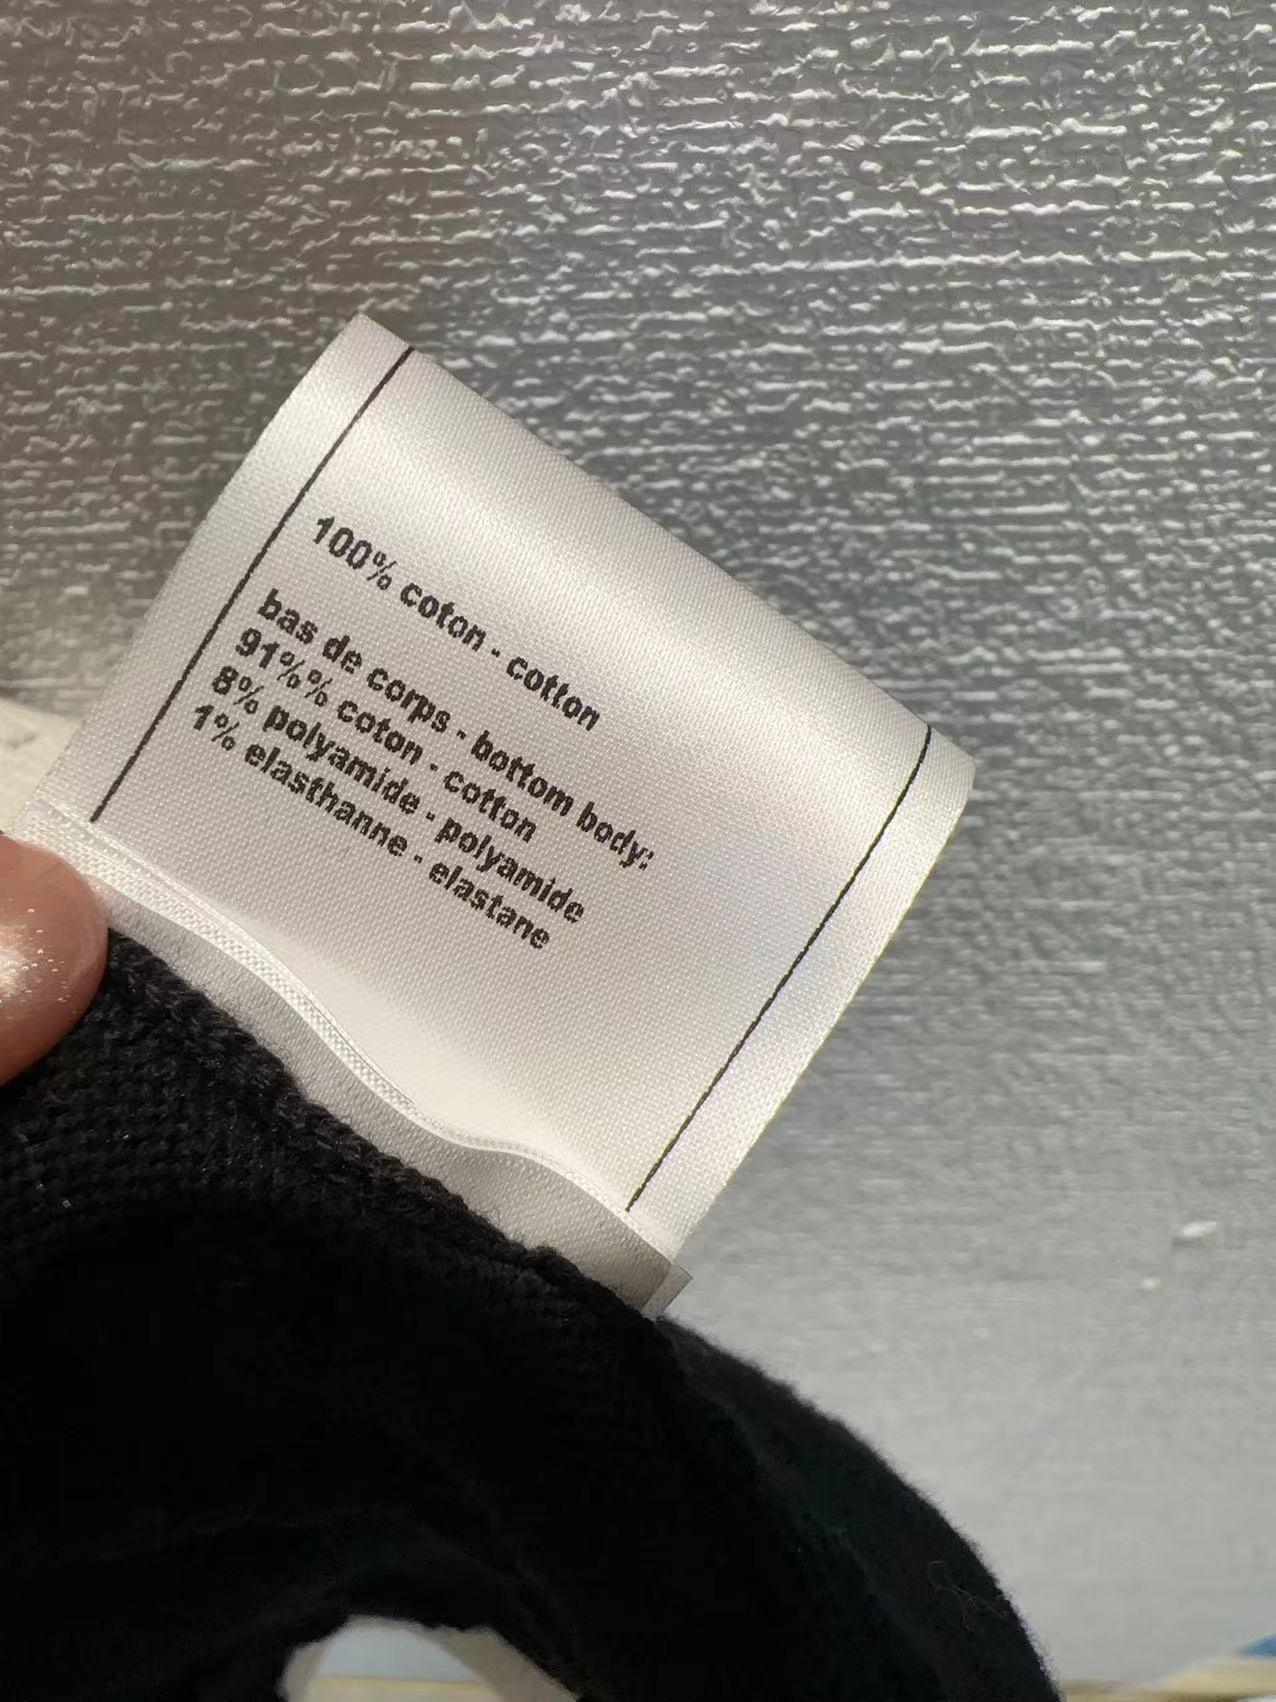 100% coton - cotton
bas de corps - bottom body:
91%% coton - cotton
8% polyamide - polyamide
1% elasthanne - elastane